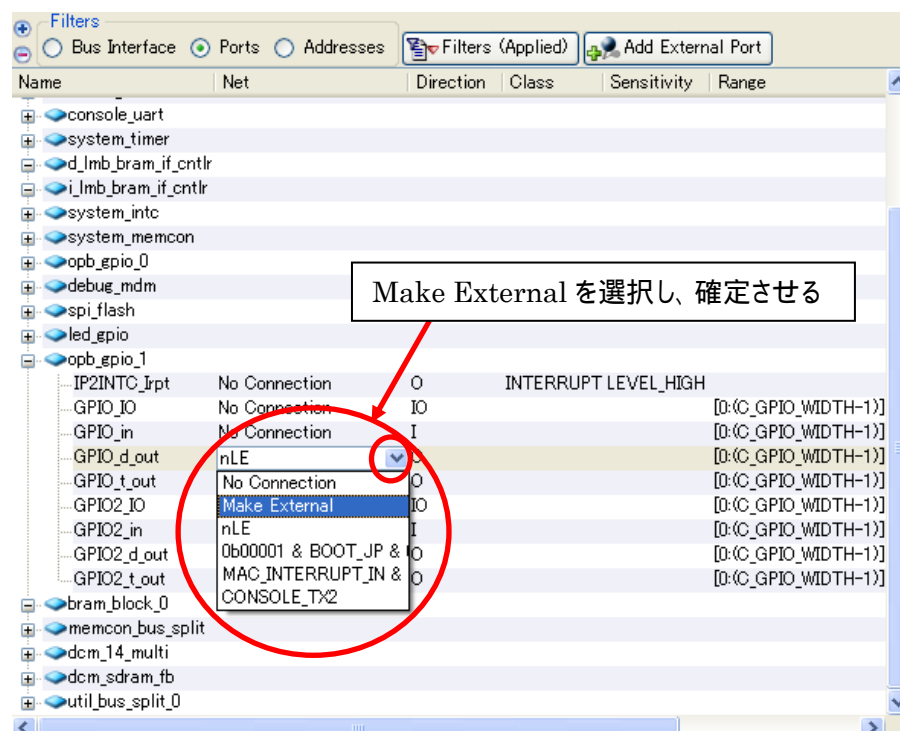 Filters
Bus Interface Ports Addresses Filters (Applied) Add External Port
Name Net Direction Class Sensitivity Range
console_uart
system_timer
d_lmb_bram_if_cntlr
i_lmb_bram_if_cntlr
system_intc
system_memcon
opb_gpio_0
debug_mdm
Make External を選択し、確定させる
spi_flash
led_gpio
opb_gpio_1
IP2INTC_Irpt No Connection O INTERRUPT LEVEL_HIGH
GPIO_IO No Connection IO [0:(C_GPIO_WIDTH-1)]
GPIO_in No Connection I [0:(C_GPIO_WIDTH-1)]
GPIO_d_out nLE [0:(C_GPIO_WIDTH-1)]
GPIO_t_out No Connection O [0:(C_GPIO_WIDTH-1)]
GPIO2_IO Make External IO [0:(C_GPIO_WIDTH-1)]
GPIO2_in nLE I [0:(C_GPIO_WIDTH-1)]
GPIO2_d_out 0b00001 & BOOT_JP & O [0:(C_GPIO_WIDTH-1)]
GPIO2_t_out MAC_INTERRUPT_IN & O [0:(C_GPIO_WIDTH-1)]
CONSOLE_TX2
bram_block_0
memcon_bus_split
dcm_14_multi
dcm_sdram_fb
util_bus_split_0